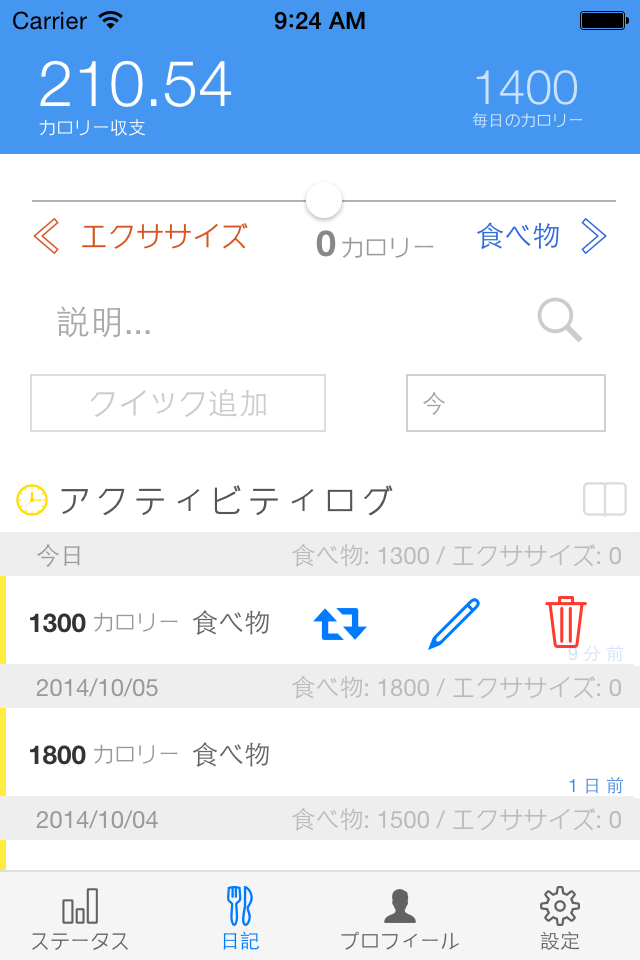 Carrier 9:24 AM
210.54 1400
カロリー収支 毎日のカロリー
エクササイズ 0 カロリー 食べ物
説明...
クイック追加 今
アクティビティログ
今日 食べ物: 1300 / エクササイズ: 0
1300 カロリー 食べ物
9 分 前
2014/10/05 食べ物: 1800 / エクササイズ: 0
1800 カロリー 食べ物
1 日 前
2014/10/04 食べ物: 1500 / エクササイズ: 0
ステータス 日記 プロフィール 設定